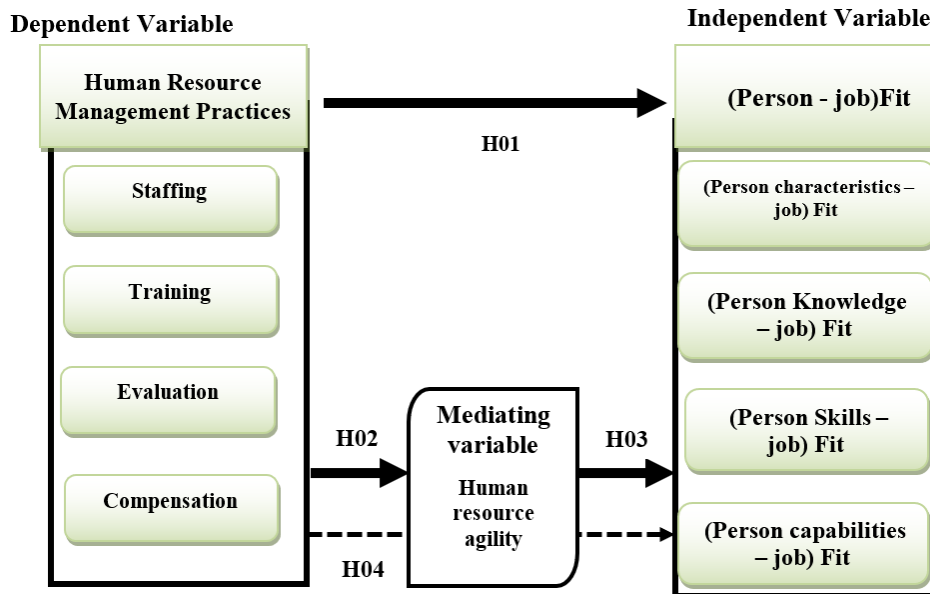 Dependent Variable
Independent Variable
Human Resource
Management Practices
(Person - job)Fit
H01
Staffing
(Person characteristics –
job) Fit
Training
(Person Knowledge
– job) Fit
Evaluation
H02
Mediating
variable
Human
resource
agility
H03
(Person Skills –
job) Fit
Compensation
H04
(Person capabilities
– job) Fit